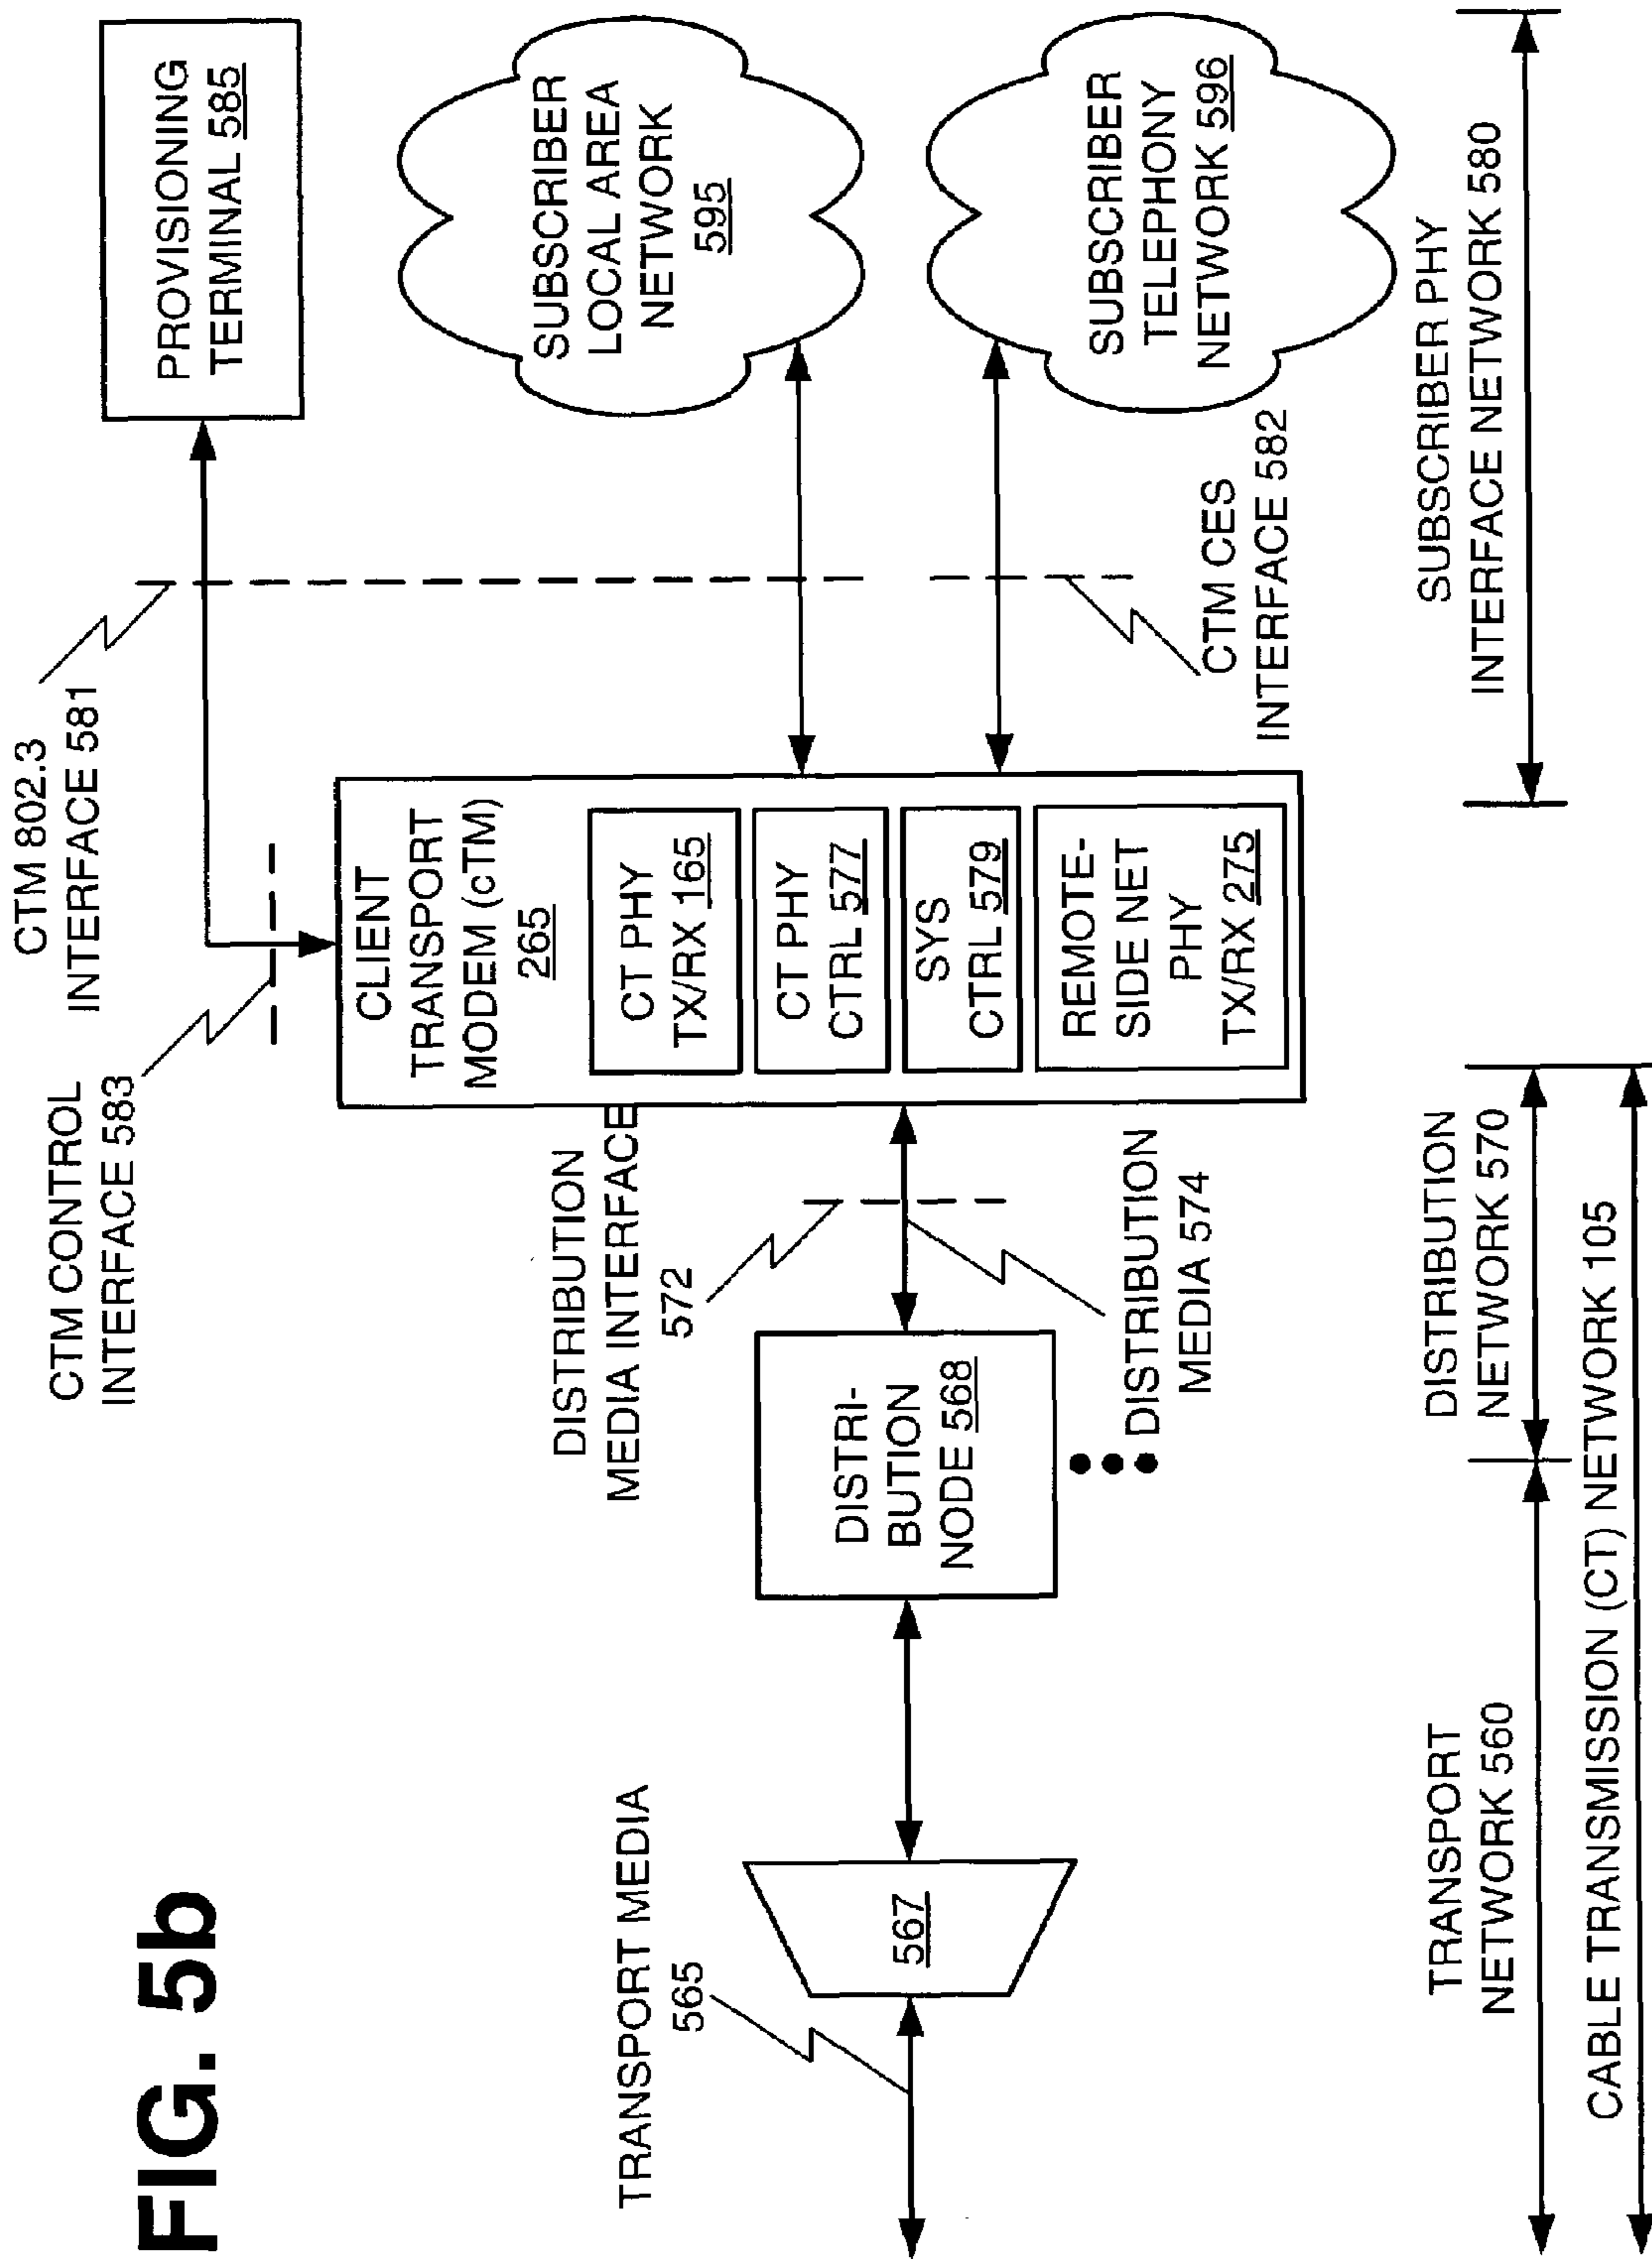 FIG. 5b
CTM CONTROL
INTERFACE 583
CTM 802.3
INTERFACE 581
PROVISIONING
TERMINAL 585
TRANSPORT MEDIA
565
567
DISTRI-
BUTION
NODE 568
DISTRIBUTION
MEDIA INTERFACE
572
DISTRIBUTION
MEDIA 574
CLIENT
TRANSPORT
MODEM (cTM)
265
CT PHY
TX/RX 165
CT PHY
CTRL 577
SYS
CTRL 579
REMOTE-
SIDE NET
PHY
TX/RX 275
SUBSCRIBER
LOCAL AREA
NETWORK
595
CTM CES
INTERFACE 582
SUBSCRIBER
TELEPHONY
NETWORK 596
TRANSPORT
NETWORK 560
DISTRIBUTION
NETWORK 570
SUBSCRIBER PHY
INTERFACE NETWORK 580
CABLE TRANSMISSION (CT) NETWORK 105